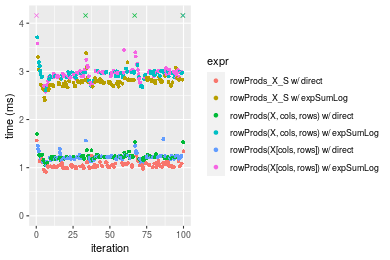 4
3
2
1
0
0
25
50
75
100
time (ms)
iteration
expr
rowProds_X_S w/ direct
rowProds_X_S w/ expSumLog
rowProds(X, cols, rows) w/ direct
rowProds(X, cols, rows) w/ expSumLog
rowProds(X[cols, rows]) w/ direct
rowProds(X[cols, rows]) w/ expSumLog